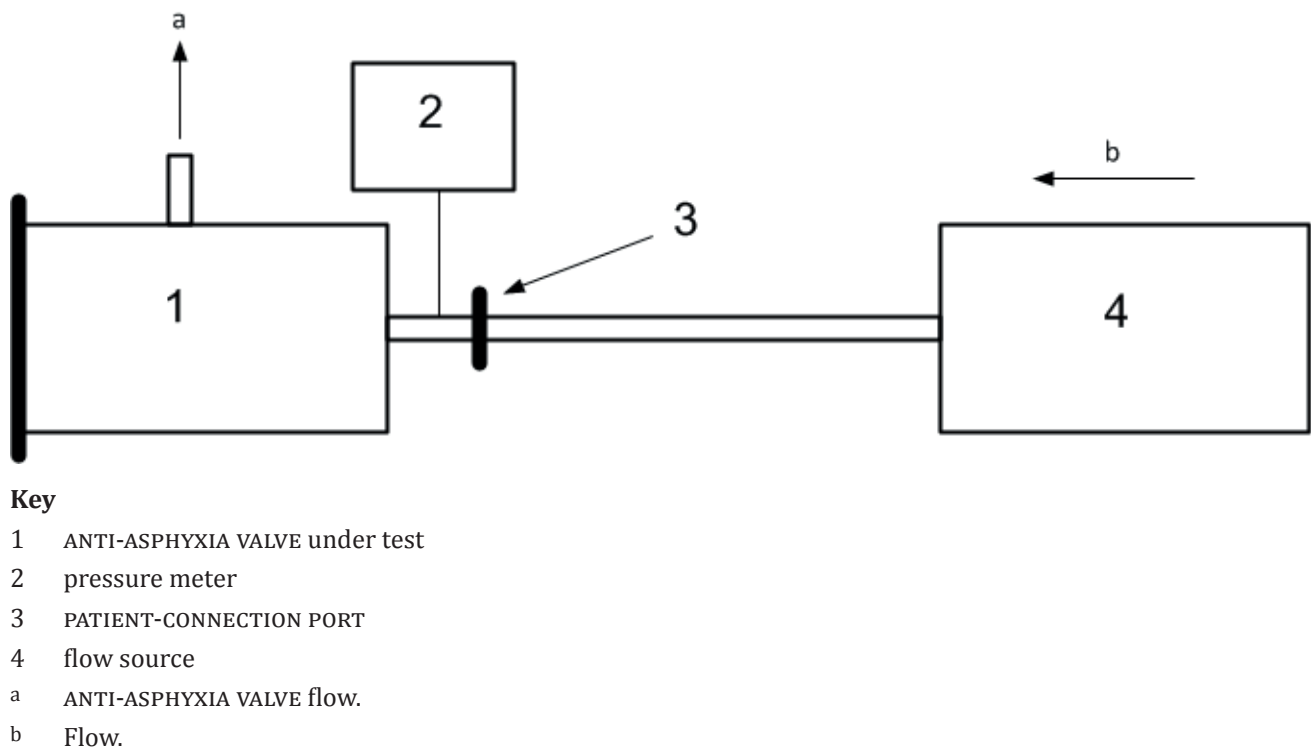 a
2
b
3
1
4
Key
1 ANTI-ASPHYXIA VALVE under test
2 pressure meter
3 PATIENT-CONNECTION PORT
4 flow source
a ANTI-ASPHYXIA VALVE flow.
b Flow.